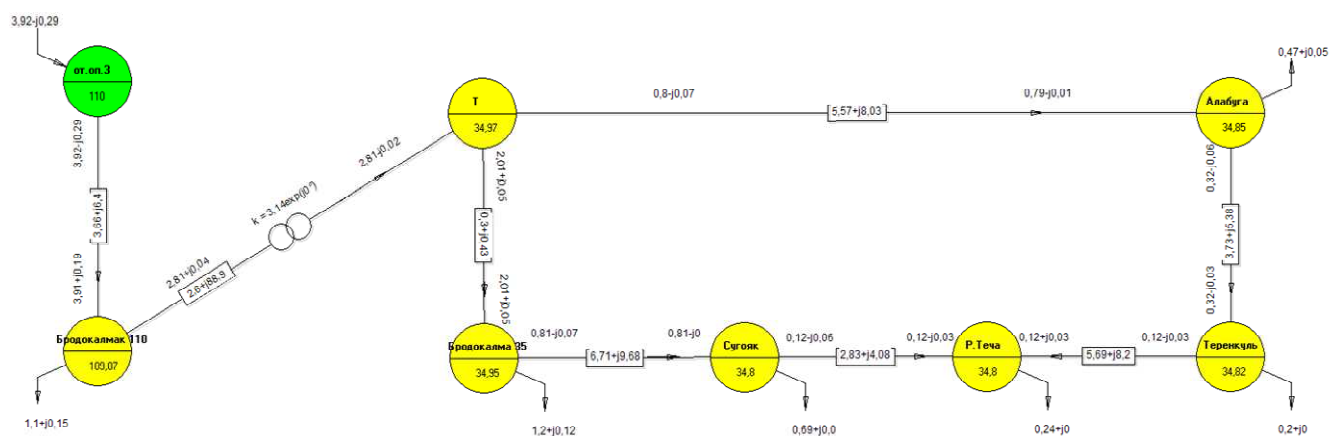 3,92-j0,29
от.оп.3
110
3,92-j0,29
3,66+j6,4
3,91+j0,19
Бродокалмак 110
109,07
1,1+j0,15
2,81+j0,04
2,6+j88,9
k = 3,14exp(j0°)
2,81-j0,02
Т
34,97
0,8-j0,07
5,57+j8,03
0,79-j0,01
0,47+j0,05
Алабуга
34,85
2,01+j0,05
0,3+j0,43
2,01+j0,05
Бродокалма 35
34,95
1,2+j0,12
0,81-j0,07
6,71+j9,68
0,81-j0
Сугояк
34,8
0,69+j0,0
0,12-j0,06
2,83+j4,08
0,12-j0,03
Р.Теча
34,8
0,24+j0
0,12+j0,03
5,69+j8,2
0,12-j0,03
0,32-j0,06
3,73+j5,38
0,32-j0,03
Теренкуль
34,82
0,2+j0